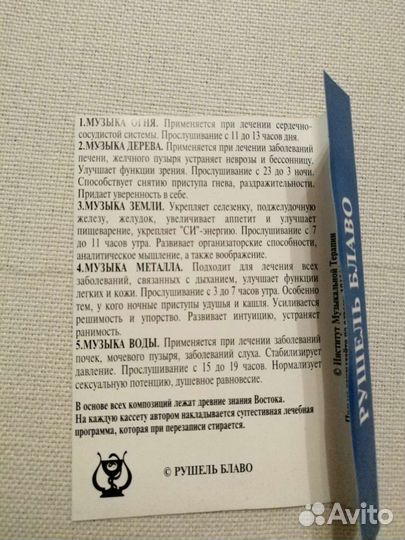 1.МУЗЫКА ОГНЯ. Применяется при лечении сердечно-
сосудистой системы. Прослушивание с 11 до 13 часов дня.
2.МУЗЫКА ДЕРЕВА. Применяется при лечении заболеваний
печени, желчного пузыря устраняет неврозы и бессонницу.
Улучшает функции зрения. Прослушивание с 23 до 3 ночи.
Способствует снятию приступа гнева, раздражительности.
Придает уверенность в себе.
3.МУЗЫКА ЗЕМЛИ. Укрепляет селезенку, поджелудочную
железу, желудок, увеличивает аппетит и улучшает
пищеварение, укрепляет "СИ"-энергию. Прослушивание с 7
до 11 часов утра. Развивает организаторские способности,
аналитическое мышление, а также воображение.
4.МУЗЫКА МЕТАЛЛА. Подходит для лечения всех
заболеваний, связанных с дыханием, улучшает функции
легких и кожи. Прослушивание с 3 до 7 часов утра. Особенно
тем, у кого ночные приступы удушья и кашля. Усиливается
решимость и упорство. Развивает интуицию, устраняет
ранимость.
5.МУЗЫКА ВОДЫ. Применяется при лечении заболеваний
почек, мочевого пузыря, заболеваний слуха. Стабилизирует
давление. Прослушивание с 15 до 19 часов. Нормализует
сексуальную потенцию, душевное равновесие.
В основе всех композиций лежат древние знания Востока.
На каждую кассету автором накладывается суггестивная лечебная
программа, которая при перезаписи стирается.
© РУШЕЛЬ БЛАВО
© Институт Музыкальной Терапии
РУШЕЛЬ БЛАВО
Avito